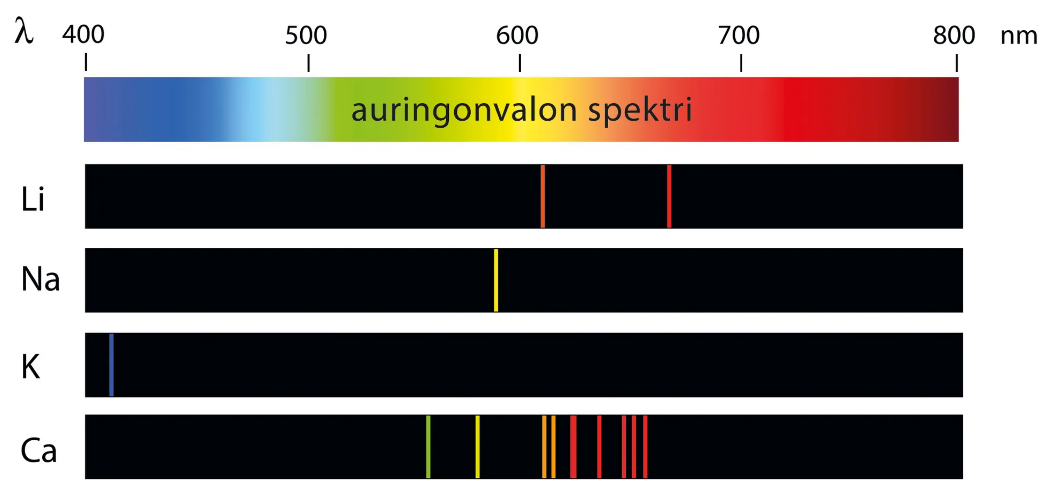 λ 400 500 600 700 800 nm
auringonvalon spektri
Li
Na
K
Ca